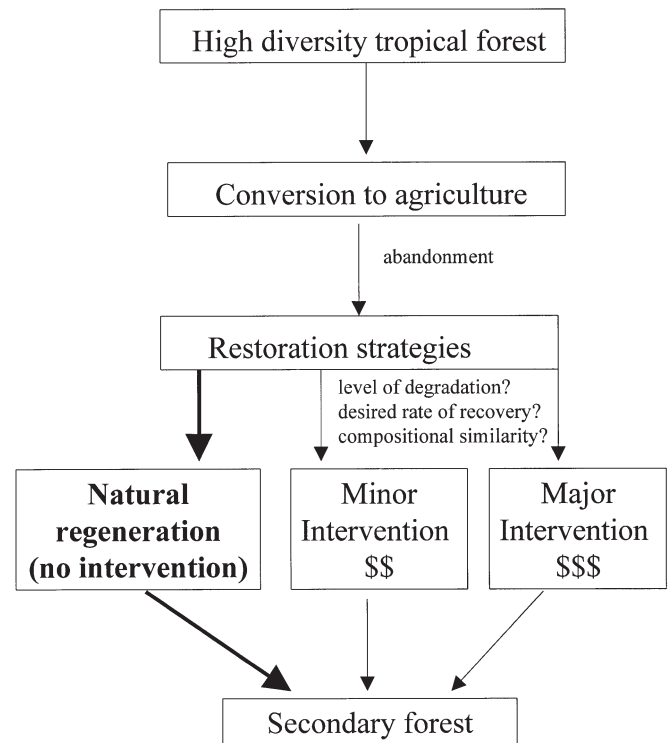 High diversity tropical forest
Conversion to agriculture
abandonment
Restoration strategies
level of degradation?
desired rate of recovery?
compositional similarity?
Natural
regeneration
(no intervention)
Minor
Intervention
$$
Major
Intervention
$$$
Secondary forest